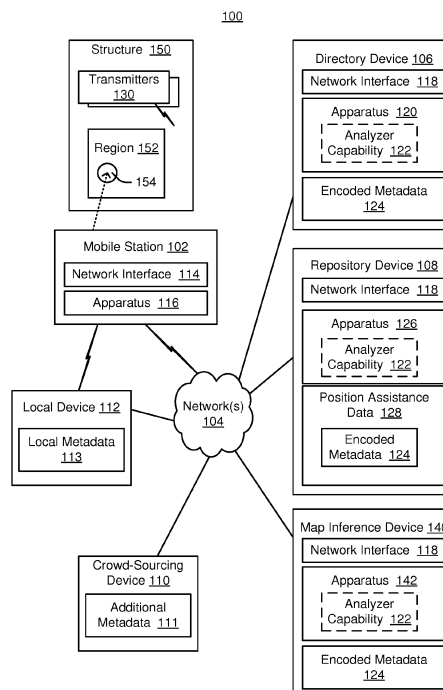 100
Structure 150
Transmitters
130
Region 152
154
Mobile Station 102
Network Interface 114
Apparatus 116
Local Device 112
Local Metadata
113
Network(s)
104
Crowd-Sourcing
Device 110
Additional
Metadata 111
Directory Device 106
Network Interface 118
Apparatus 120
Analyzer
Capability 122
Encoded Metadata
124
Repository Device 108
Network Interface 118
Apparatus 126
Analyzer
Capability 122
Position Assistance
Data
128
Encoded
Metadata 124
Map Inference Device 140
Network Interface 118
Apparatus 142
Analyzer
Capability 122
Encoded Metadata
124